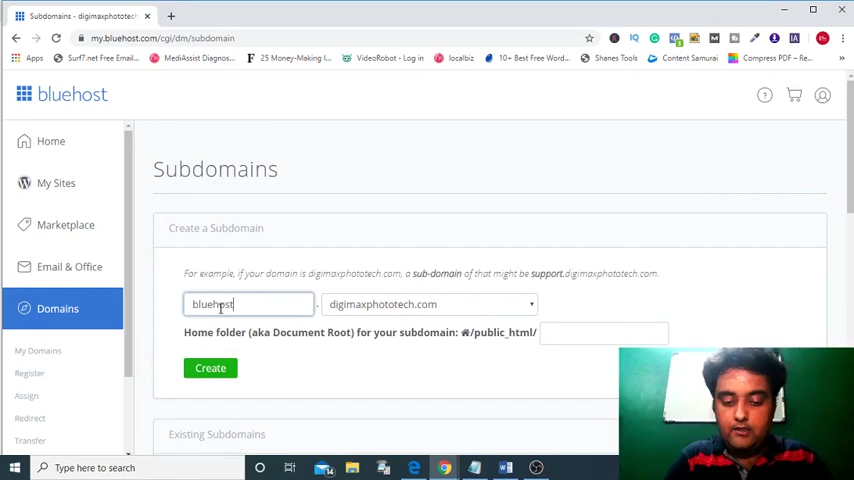 Subdomains - digimaxphototech
my.bluehost.com/cgi/dm/subdomain
Apps
Surf7.net Free Email...
MediAssist Diagnost...
25 Money-Making I...
VideoRobot - Log in
localbiz
10+ Best Free Word...
Shanes Tools
Content Samurai
Compress PDF – Re...
bluehost
Home
My Sites
Marketplace
Email & Office
Domains
My Domains
Register
Assign
Redirect
Transfer
Subdomains
Create a Subdomain
For example, if your domain is digimaxphototech.com, a sub-domain of that might be support.digimaxphototech.com.
bluehost . digimaxphototech.com
Home folder (aka Document Root) for your subdomain: /public_html/
Create
Existing Subdomains
Type here to search
14